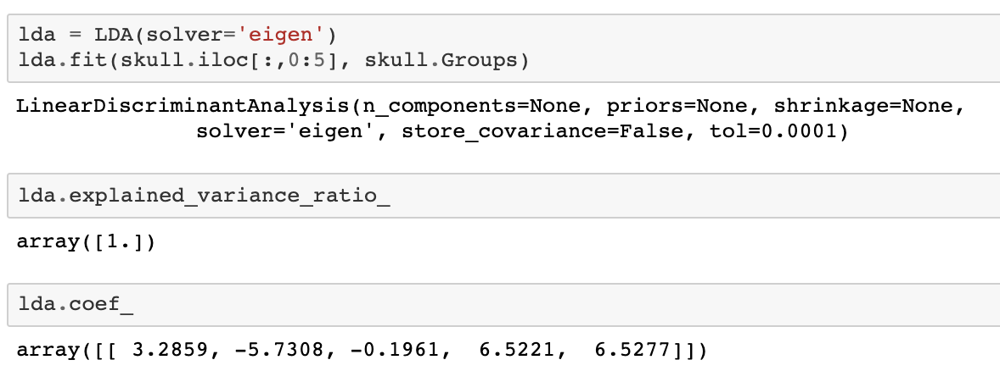 lda = LDA(solver='eigen')
lda.fit(skull.iloc[:,0:5], skull.Groups)
LinearDiscriminantAnalysis(n_components=None, priors=None, shrinkage=None,
solver='eigen', store_covariance=False, tol=0.0001)
lda.explained_variance_ratio_
array([1.])
lda.coef_
array([[ 3.2859, -5.7308, -0.1961,  6.5221,  6.5277]])